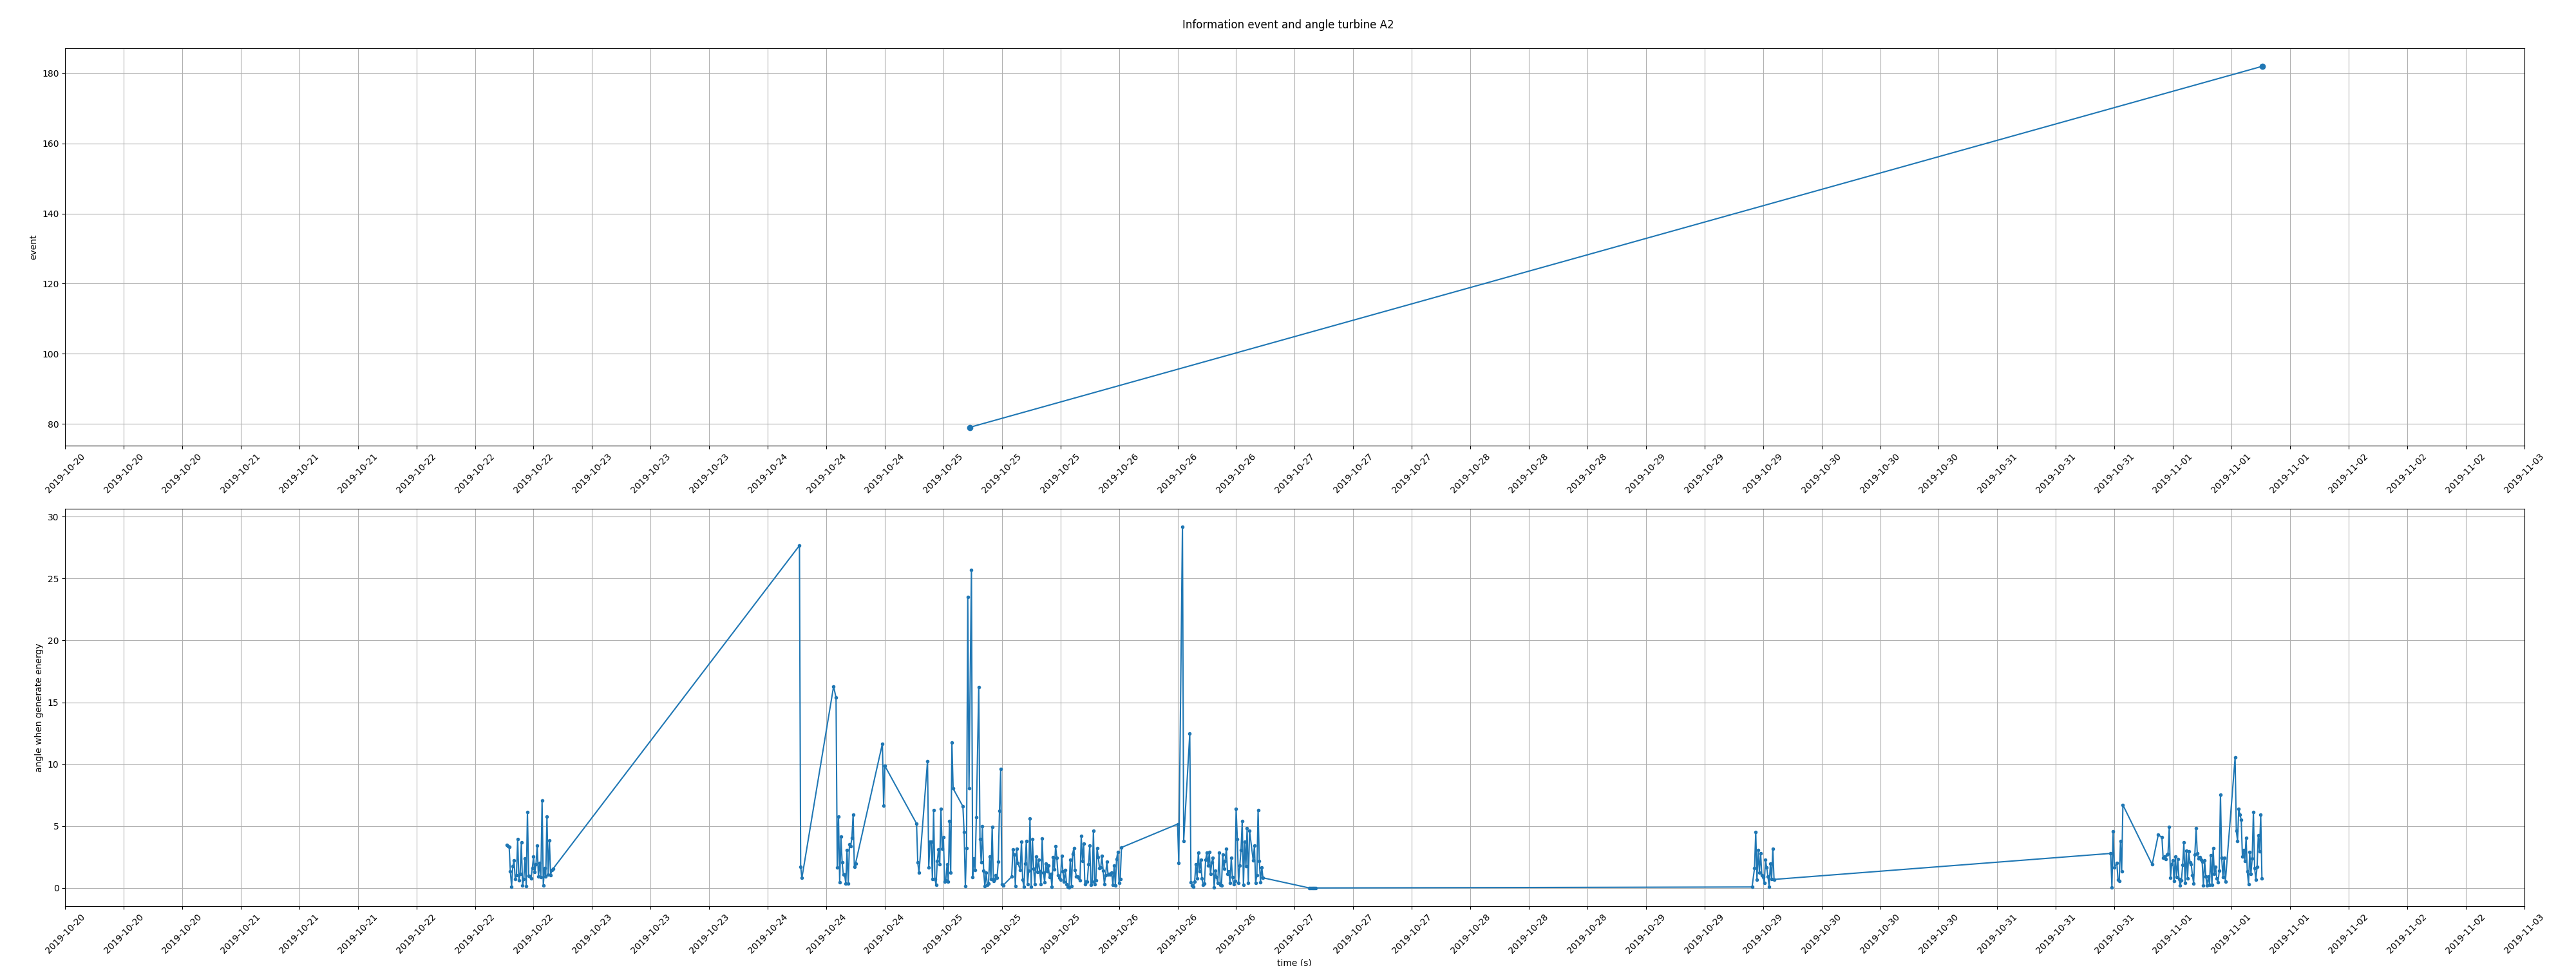 Information event and angle turbine A2
180
160
140
120
100
80
event
2019-10-20 2019-10-20 2019-10-20 2019-10-21 2019-10-21 2019-10-21 2019-10-22 2019-10-22 2019-10-22 2019-10-23 2019-10-23 2019-10-23 2019-10-24 2019-10-24 2019-10-24 2019-10-25 2019-10-25 2019-10-25 2019-10-26 2019-10-26 2019-10-26 2019-10-27 2019-10-27 2019-10-27 2019-10-28 2019-10-28 2019-10-28 2019-10-29 2019-10-29 2019-10-29 2019-10-30 2019-10-30 2019-10-30 2019-10-31 2019-10-31 2019-10-31 2019-11-01 2019-11-01 2019-11-01 2019-11-02 2019-11-02 2019-11-02 2019-11-03
30
25
20
15
10
5
0
angle when generate energy
2019-10-20 2019-10-20 2019-10-20 2019-10-21 2019-10-21 2019-10-21 2019-10-22 2019-10-22 2019-10-22 2019-10-23 2019-10-23 2019-10-23 2019-10-24 2019-10-24 2019-10-24 2019-10-25 2019-10-25 2019-10-25 2019-10-26 2019-10-26 2019-10-26 2019-10-27 2019-10-27 2019-10-27 2019-10-28 2019-10-28 2019-10-28 2019-10-29 2019-10-29 2019-10-29 2019-10-30 2019-10-30 2019-10-30 2019-10-31 2019-10-31 2019-10-31 2019-11-01 2019-11-01 2019-11-01 2019-11-02 2019-11-02 2019-11-02 2019-11-03
time (s)